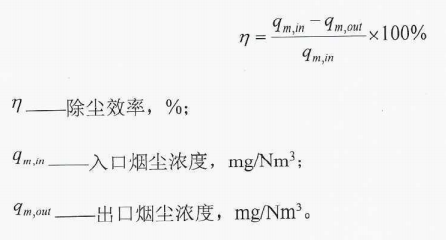 η = (q_{m,in} − q_{m,out}) / q_{m,in} ×100%
η ——除尘效率，%；
q_{m,in} ——入口烟尘浓度，mg/Nm³；
q_{m,out} ——出口烟尘浓度，mg/Nm³。